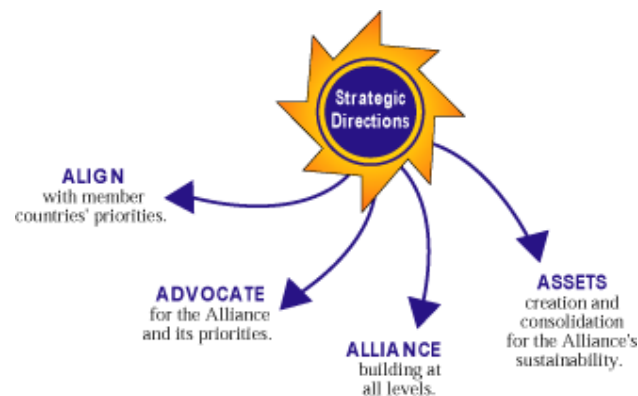 Strategic
Directions
ALIGN
with member
countries' priorities.
ADVOCATE
for the Alliance
and its priorities.
ALLIANCE
building at
all levels.
ASSETS
creation and
consolidation
for the Alliance's
sustainability.